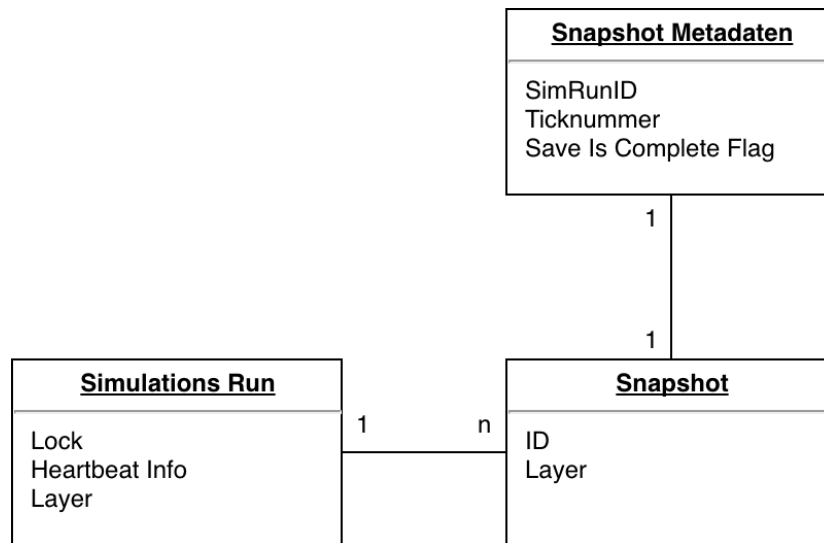 Snapshot Metadaten
SimRunID
Ticknummer
Save Is Complete Flag
1
1
Simulations Run
Lock
Heartbeat Info
Layer
1
n
Snapshot
ID
Layer